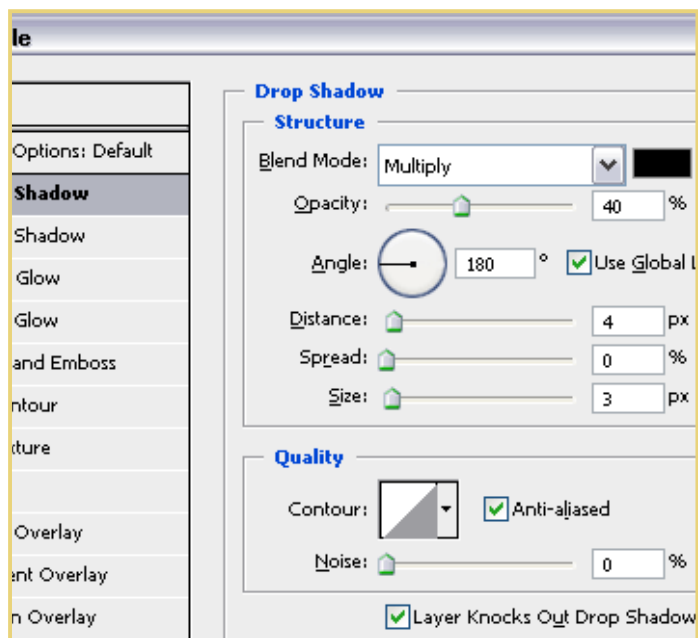 le
Options: Default
Shadow
Shadow
Glow
Glow
and Emboss
ntour
xture
Overlay
ent Overlay
n Overlay
Drop Shadow
Structure
Blend Mode: Multiply
Opacity: 40 %
Angle: 180 ° Use Global L
Distance: 4 px
Spread: 0 %
Size: 3 px
Quality
Contour: Anti-aliased
Noise: 0 %
Layer Knocks Out Drop Shadow